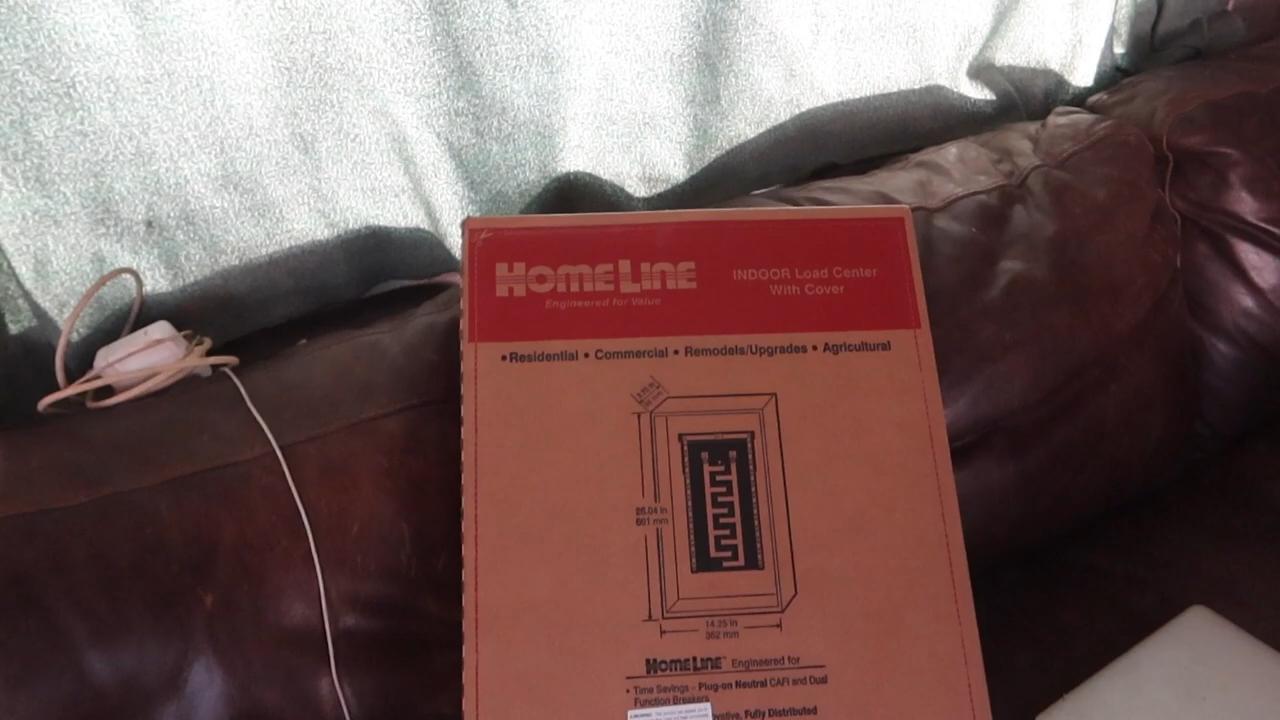 HOMELINE
Engineered for Value
INDOOR Load Center
With Cover
• Residential • Commercial • Remodels/Upgrades • Agricultural
26.04 in
661 mm
14.25 in
362 mm
HOMELINE™ Engineered for
• Time Savings - Plug-on Neutral CAFI and Dual
Function Breakers
Fully Distributed